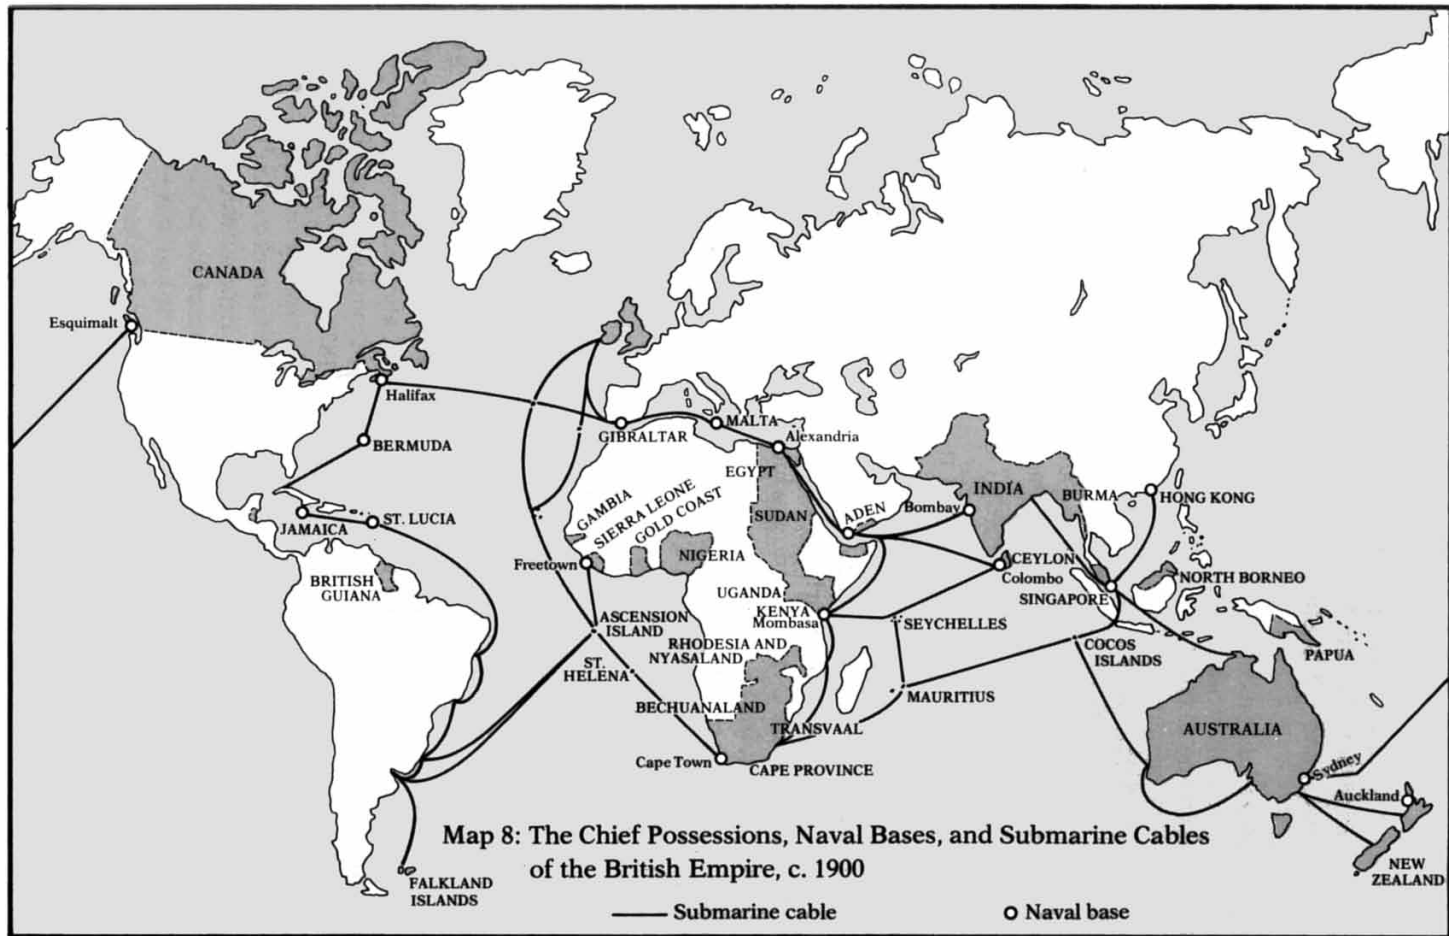 CANADA
Esquimalt
Halifax
BERMUDA
JAMAICA
ST. LUCIA
BRITISH
GUIANA
FALKLAND
ISLANDS
GIBRALTAR
MALTA
Alexandria
EGYPT
GAMBIA
SIERRA LEONE
GOLD COAST
NIGERIA
SUDAN
ADEN
Freetown
ASCENSION
ISLAND
ST.
HELENA
UGANDA
KENYA
Mombasa
RHODESIA AND
NYASALAND
BECHUANALAND
TRANSVAAL
Cape Town
CAPE PROVINCE
Bombay
INDIA
BURMA
HONG KONG
CEYLON
Colombo
SINGAPORE
NORTH BORNEO
SEYCHELLES
MAURITIUS
COCOS
ISLANDS
PAPUA
AUSTRALIA
Sydney
Auckland
NEW
ZEALAND
Map 8: The Chief Possessions, Naval Bases, and Submarine Cables
of the British Empire, c. 1900
Submarine cable
Naval base